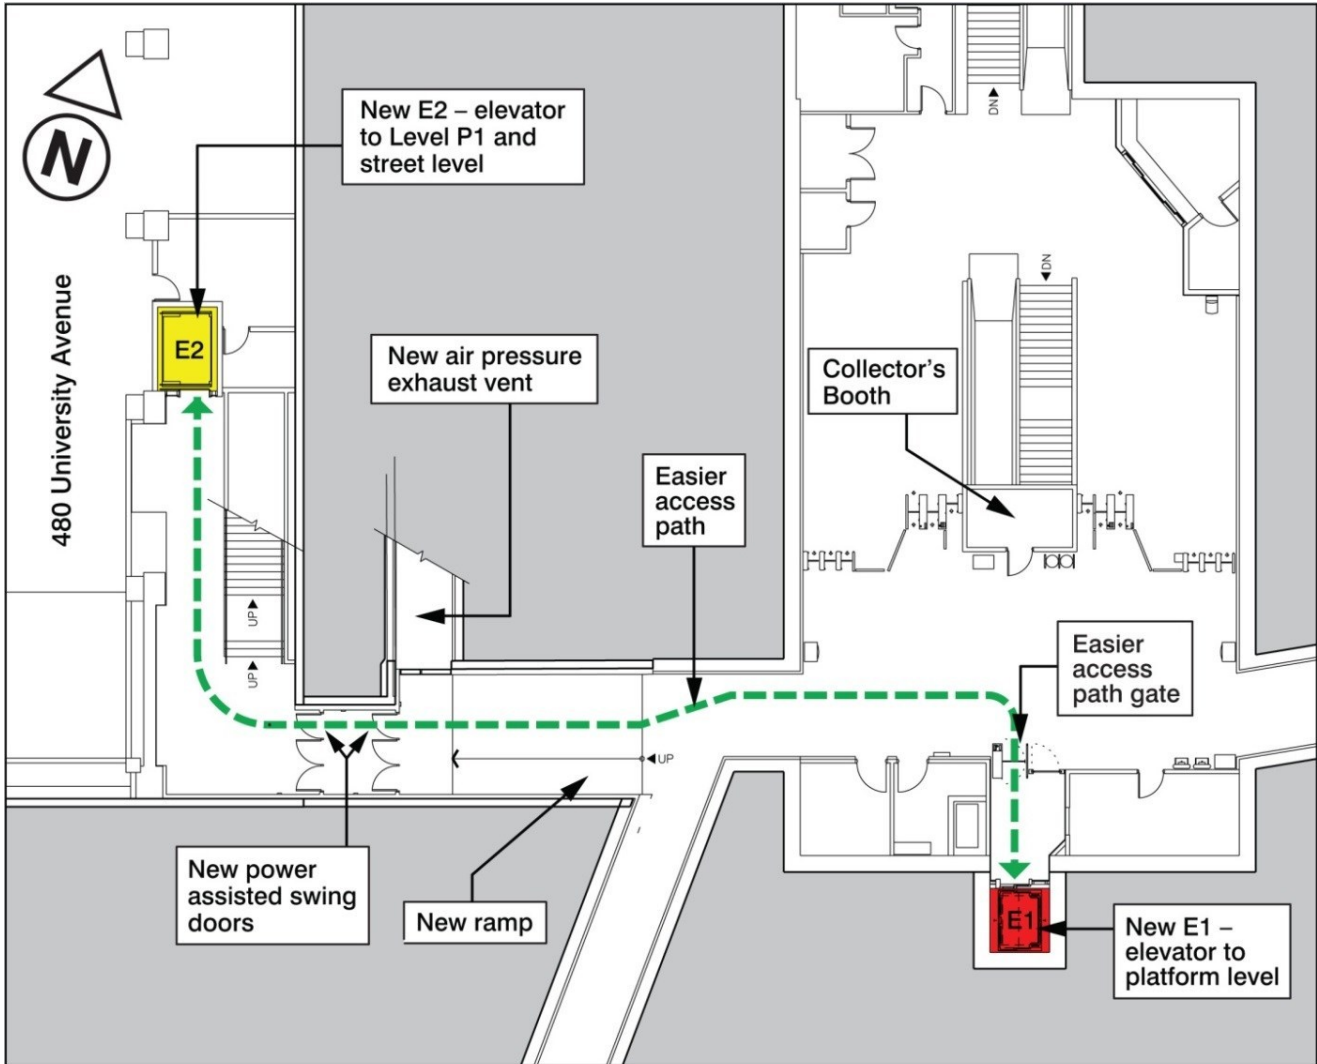 N
480 University Avenue
New E2 – elevator
to Level P1 and
street level
DN
E2
New air pressure
exhaust vent
DN
Collector's
Booth
Easier
access
path
UP
UP
Easier
access
path gate
UP
New power
assisted swing
doors
New ramp
E1
New E1 –
elevator to
platform level